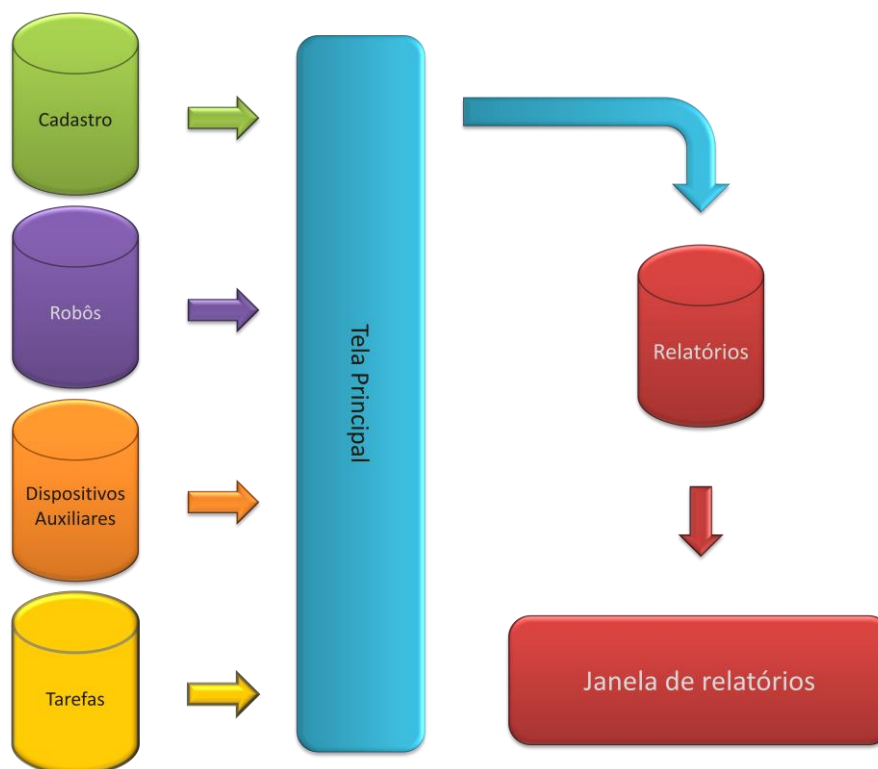 Cadastro
Robôs
Dispositivos
Auxiliares
Tarefas
Tela Principal
Relatórios
Janela de relatórios